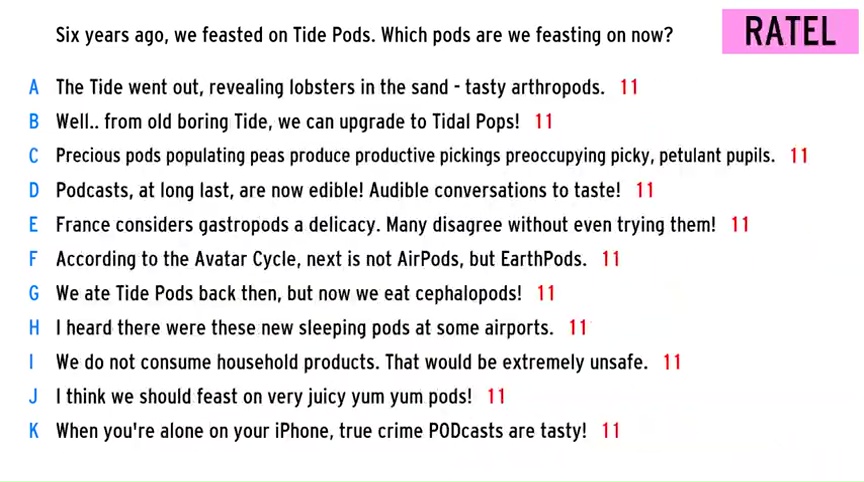 Six years ago, we feasted on Tide Pods. Which pods are we feasting on now?
RATEL
A The Tide went out, revealing lobsters in the sand - tasty arthropods. 11
B Well.. from old boring Tide, we can upgrade to Tidal Pops! 11
C Precious pods populating peas produce productive pickings preoccupying picky, petulant pupils. 11
D Podcasts, at long last, are now edible! Audible conversations to taste! 11
E France considers gastropods a delicacy. Many disagree without even trying them! 11
F According to the Avatar Cycle, next is not AirPods, but EarthPods. 11
G We ate Tide Pods back then, but now we eat cephalopods! 11
H I heard there were these new sleeping pods at some airports. 11
I We do not consume household products. That would be extremely unsafe. 11
J I think we should feast on very juicy yum yum pods! 11
K When you're alone on your iPhone, true crime PODcasts are tasty! 11